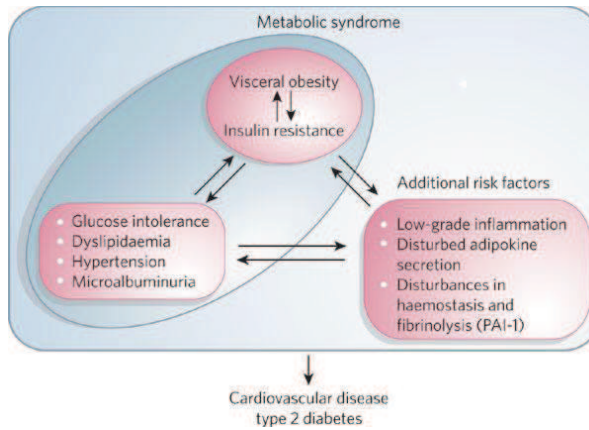 Metabolic syndrome
Visceral obesity
Insulin resistance
Additional risk factors
Glucose intolerance
Dyslipidaemia
Hypertension
Microalbuminuria
Low-grade inflammation
Disturbed adipokine
secretion
Disturbances in
haemostasis and
fibrinolysis (PAI-1)
Cardiovascular disease
type 2 diabetes